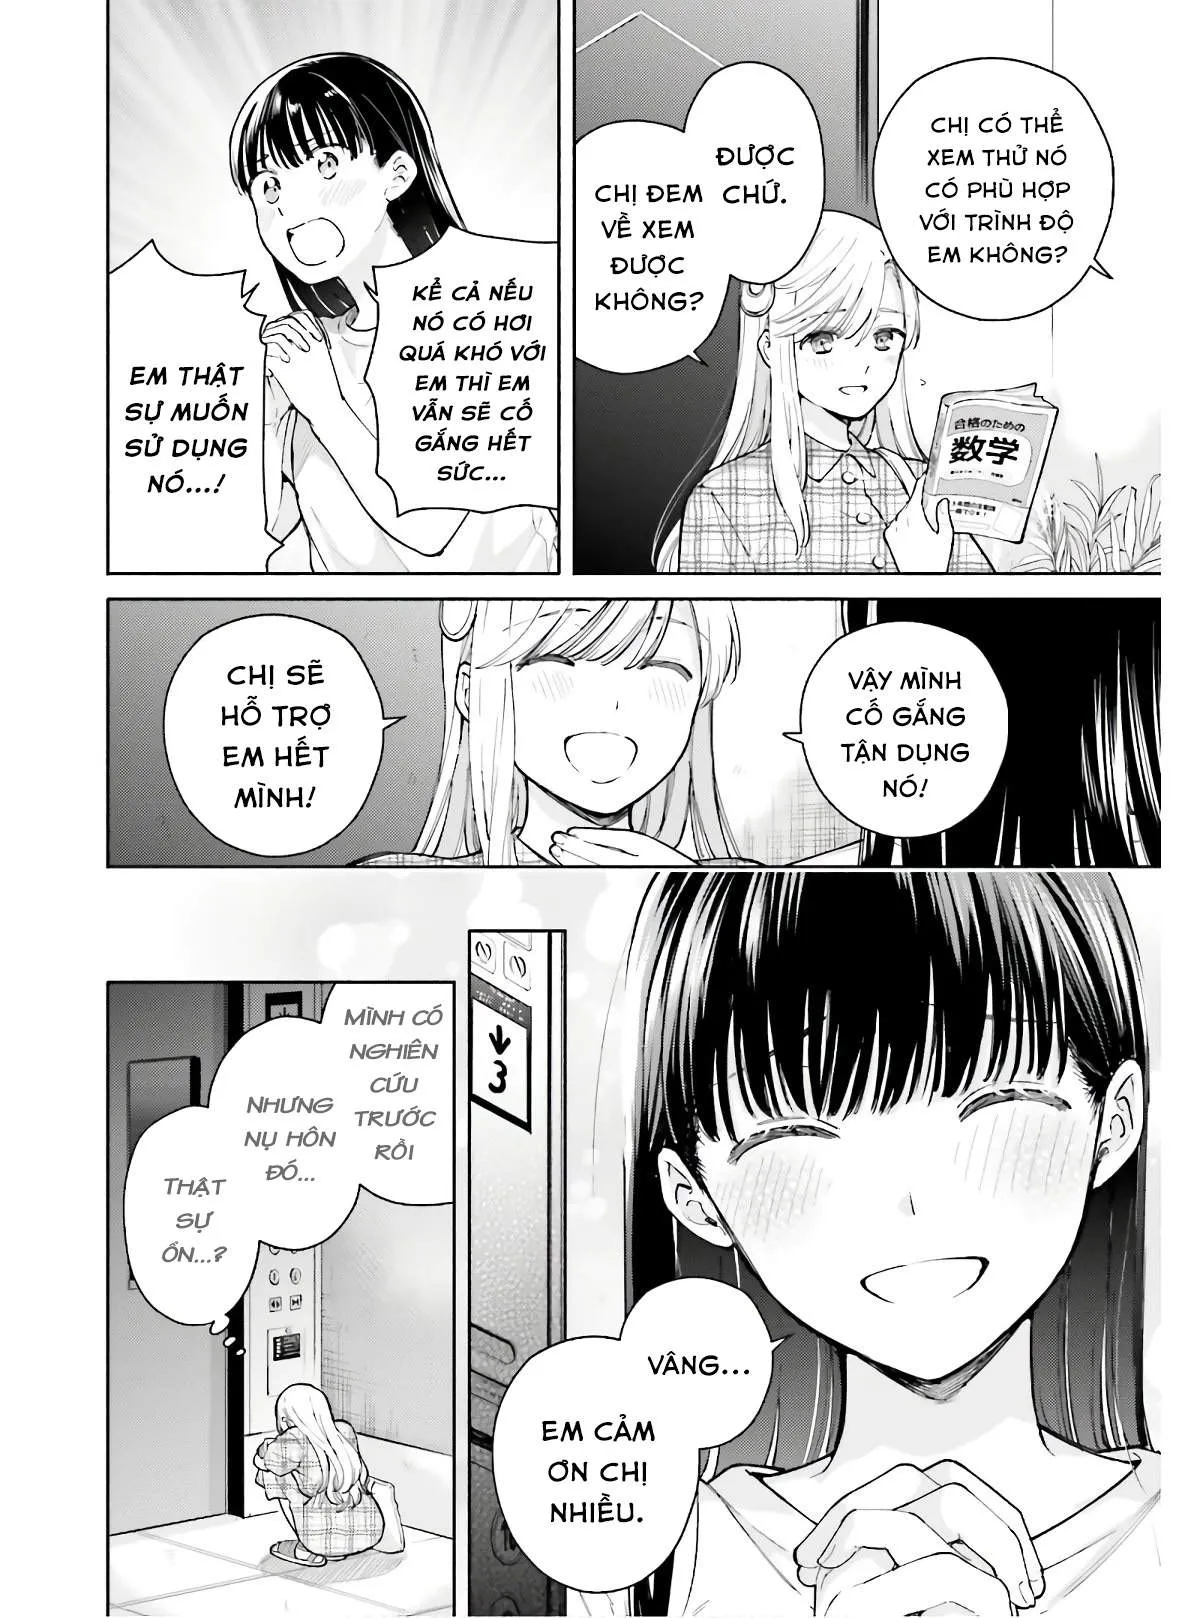 CHỊ CÓ THỂ
XEM THỬ NÓ
CÓ PHÙ HỢP
VỚI TRÌNH ĐỘ
EM KHÔNG?
合格のための
数学
ĐƯỢC
CHỨ.
CHỊ ĐEM
VỀ XEM
ĐƯỢC
KHÔNG?
KỂ CẢ NẾU
NÓ CÓ HƠI
QUÁ KHÓ VỚI
EM THÌ EM
VẪN SẼ CỐ
GẮNG HẾT
SỨC...
EM THẬT
SỰ MUỐN
SỬ DỤNG
NÓ...!
VẬY MÌNH
CỐ GẮNG
TẬN DỤNG
NÓ!
CHỊ SẼ
HỖ TRỢ
EM HẾT
MÌNH!
VÂNG...
EM CẢM
ƠN CHỊ
NHIỀU.
3
MÌNH CÓ
NGHIÊN
CỨU
TRƯỚC
RỒI
NHƯNG
NỤ HÔN
ĐÓ...
THẬT
SỰ
ỔN...?